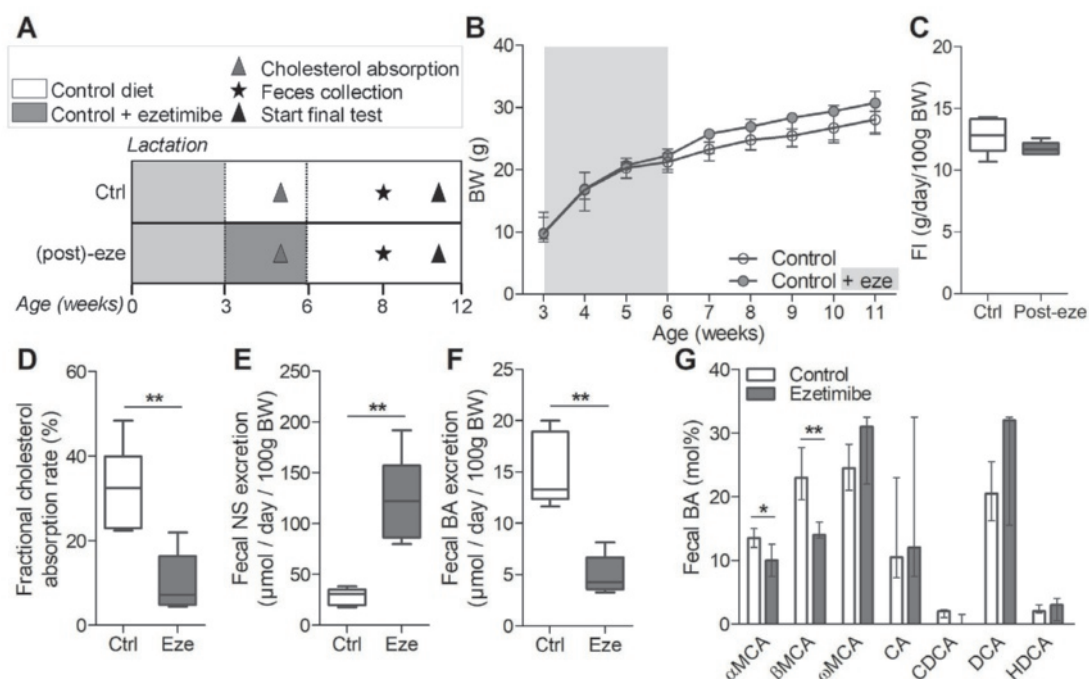 A
Control diet
Control + ezetimibe
Cholesterol absorption
Feces collection
Start final test
Lactation
Ctrl
(post)-eze
Age (weeks)
0 3 6 8 12
B
BW (g)
40
30
20
10
0
3 4 5 6 7 8 9 10 11
Age (weeks)
Control
Control + eze
C
FI (g/day/100g BW)
20
15
10
5
0
Ctrl Post-eze
D
Fractional cholesterol
absorption rate (%)
60
40
20
0
**
Ctrl Eze
E
Fecal NS excretion
(μmol / day / 100g BW)
250
200
150
100
50
0
**
Ctrl Eze
F
Fecal BA excretion
(μmol / day / 100g BW)
25
20
15
10
5
0
**
Ctrl Eze
G
Control
Ezetimibe
Fecal BA (mol%)
40
30
20
10
0
*
**
αMCA
βMCA
ωMCA
CA
CDCA
DCA
HDCA